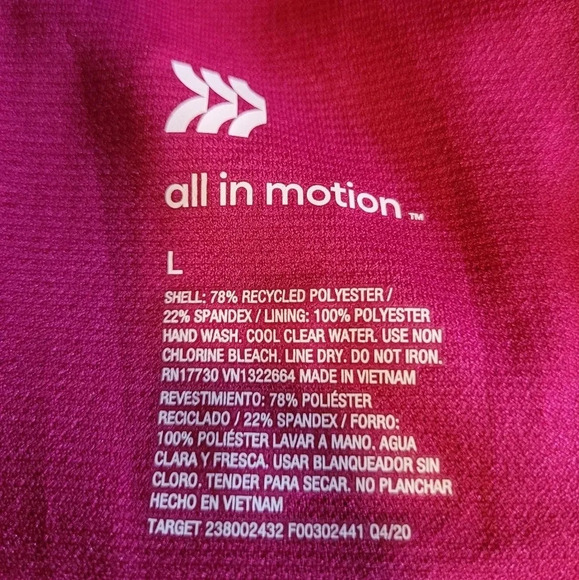 all in motion™
L
SHELL: 78% RECYCLED POLYESTER /
22% SPANDEX / LINING: 100% POLYESTER
HAND WASH. COOL CLEAR WATER. USE NON
CHLORINE BLEACH. LINE DRY. DO NOT IRON.
RN17730 VN1322664 MADE IN VIETNAM
REVESTIMIENTO: 78% POLIÉSTER
RECICLADO / 22% SPANDEX / FORRO:
100% POLIÉSTER LAVAR A MANO. AGUA
CLARA Y FRESCA. USAR BLANQUEADOR SIN
CLORO. TENDER PARA SECAR. NO PLANCHAR
HECHO EN VIETNAM
TARGET 238002432 F00302441 Q4/20